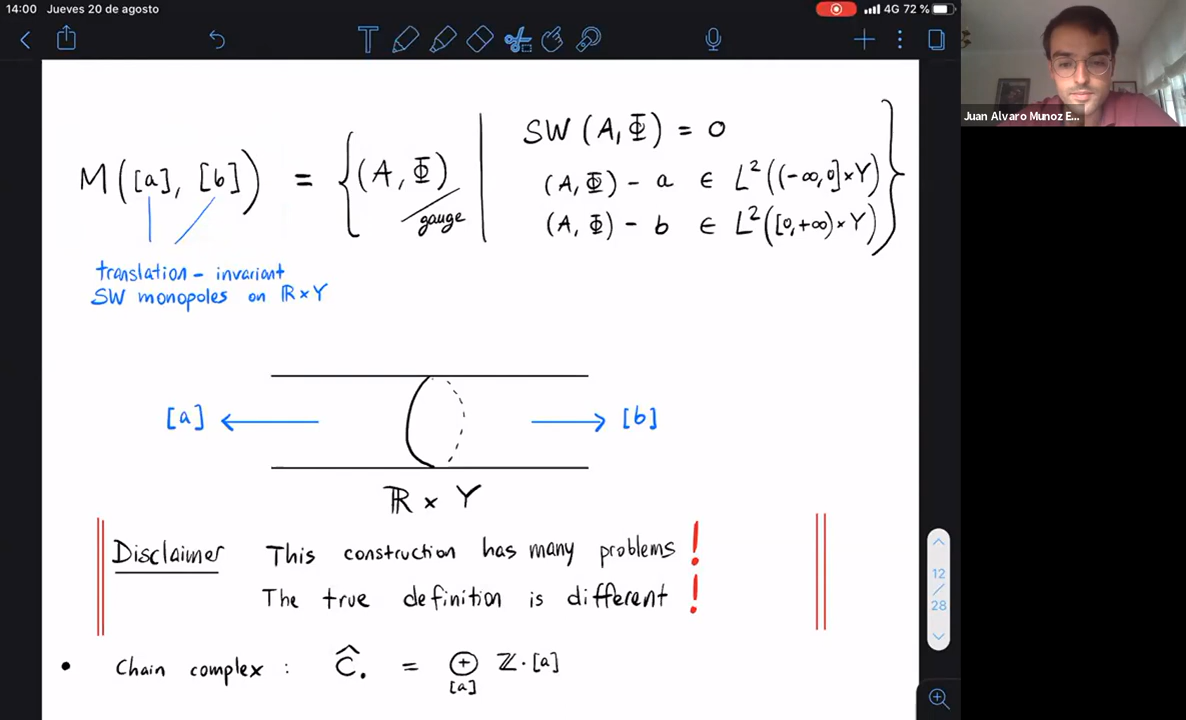 14:00 Jueves 20 de agosto
4G 72 %
Juan Alvaro Munoz E...
M([a], [b]) = { (A, Φ)/gauge | SW(A, Φ) = 0
(A, Φ) - a ∈ L²((-∞,0]×Y)
(A, Φ) - b ∈ L²([0,+∞)×Y) }
translation - invariant
SW monopoles on ℝ×Y
[a] [b]
ℝ × Y
Disclaimer This construction has many problems !
The true definition is different !
12
/
28
• Chain complex : Ĉ. = ⊕ ℤ·[a]
[a]